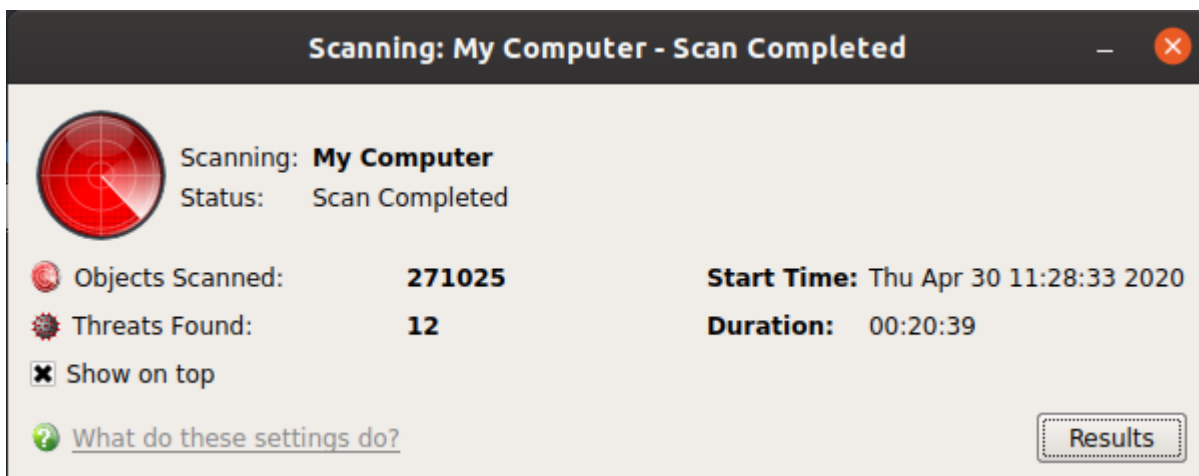 Scanning: My Computer - Scan Completed
Scanning: My Computer
Status: Scan Completed
Objects Scanned: 271025 Start Time: Thu Apr 30 11:28:33 2020
Threats Found: 12 Duration: 00:20:39
Show on top
What do these settings do? Results